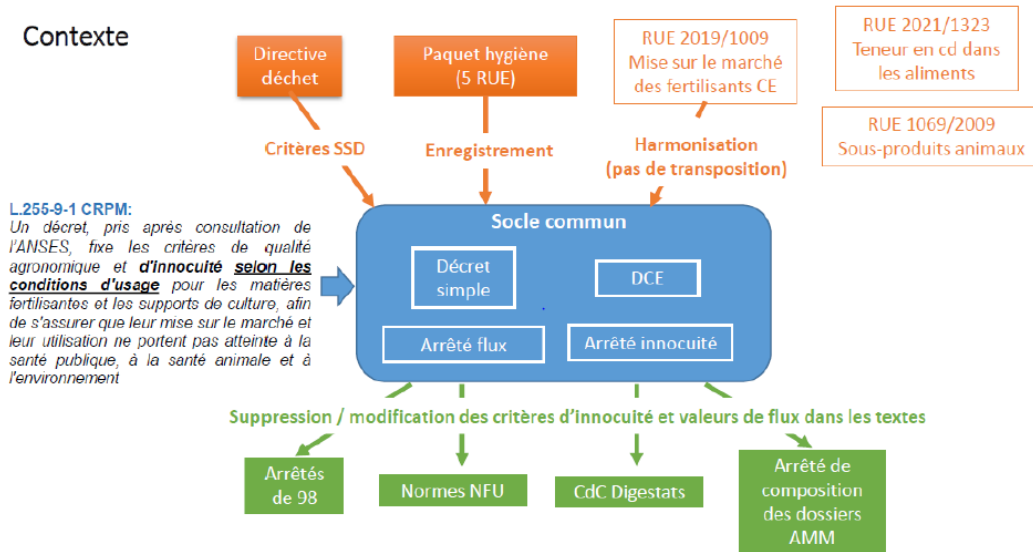 Contexte
Directive
déchet
Paquet hygiène
(5 RUE)
RUE 2019/1009
Mise sur le marché
des fertilisants CE
RUE 2021/1323
Teneur en cd dans
les aliments
RUE 1069/2009
Sous-produits animaux
Critères SSD
Enregistrement
Harmonisation
(pas de transposition)
L.255-9-1 CRPM:
Un décret, pris après consultation de
l'ANSES, fixe les critères de qualité
agronomique et d'innocuité selon les
conditions d'usage pour les matières
fertilisantes et les supports de culture, afin
de s'assurer que leur mise sur le marché et
leur utilisation ne portent pas atteinte à la
santé publique, à la santé animale et à
l'environnement
Socle commun
Décret
simple
DCE
Arrêté flux
Arrêté innocuité
Suppression / modification des critères d'innocuité et valeurs de flux dans les textes
Arrêtés
de 98
Normes NFU
CdC Digestats
Arrêté de
composition
des dossiers
AMM